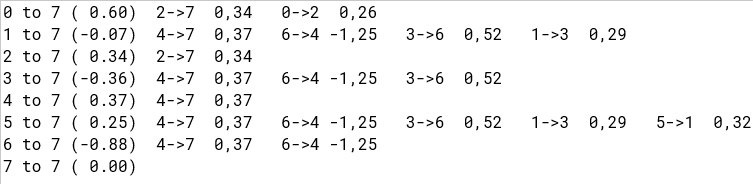 0 to 7 ( 0.60)  2->7  0,34   0->2  0,26
1 to 7 (-0.07)  4->7  0,37   6->4 -1,25   3->6  0,52   1->3  0,29
2 to 7 ( 0.34)  2->7  0,34
3 to 7 (-0.36)  4->7  0,37   6->4 -1,25   3->6  0,52
4 to 7 ( 0.37)  4->7  0,37
5 to 7 ( 0.25)  4->7  0,37   6->4 -1,25   3->6  0,52   1->3  0,29   5->1  0,32
6 to 7 (-0.88)  4->7  0,37   6->4 -1,25
7 to 7 ( 0.00)